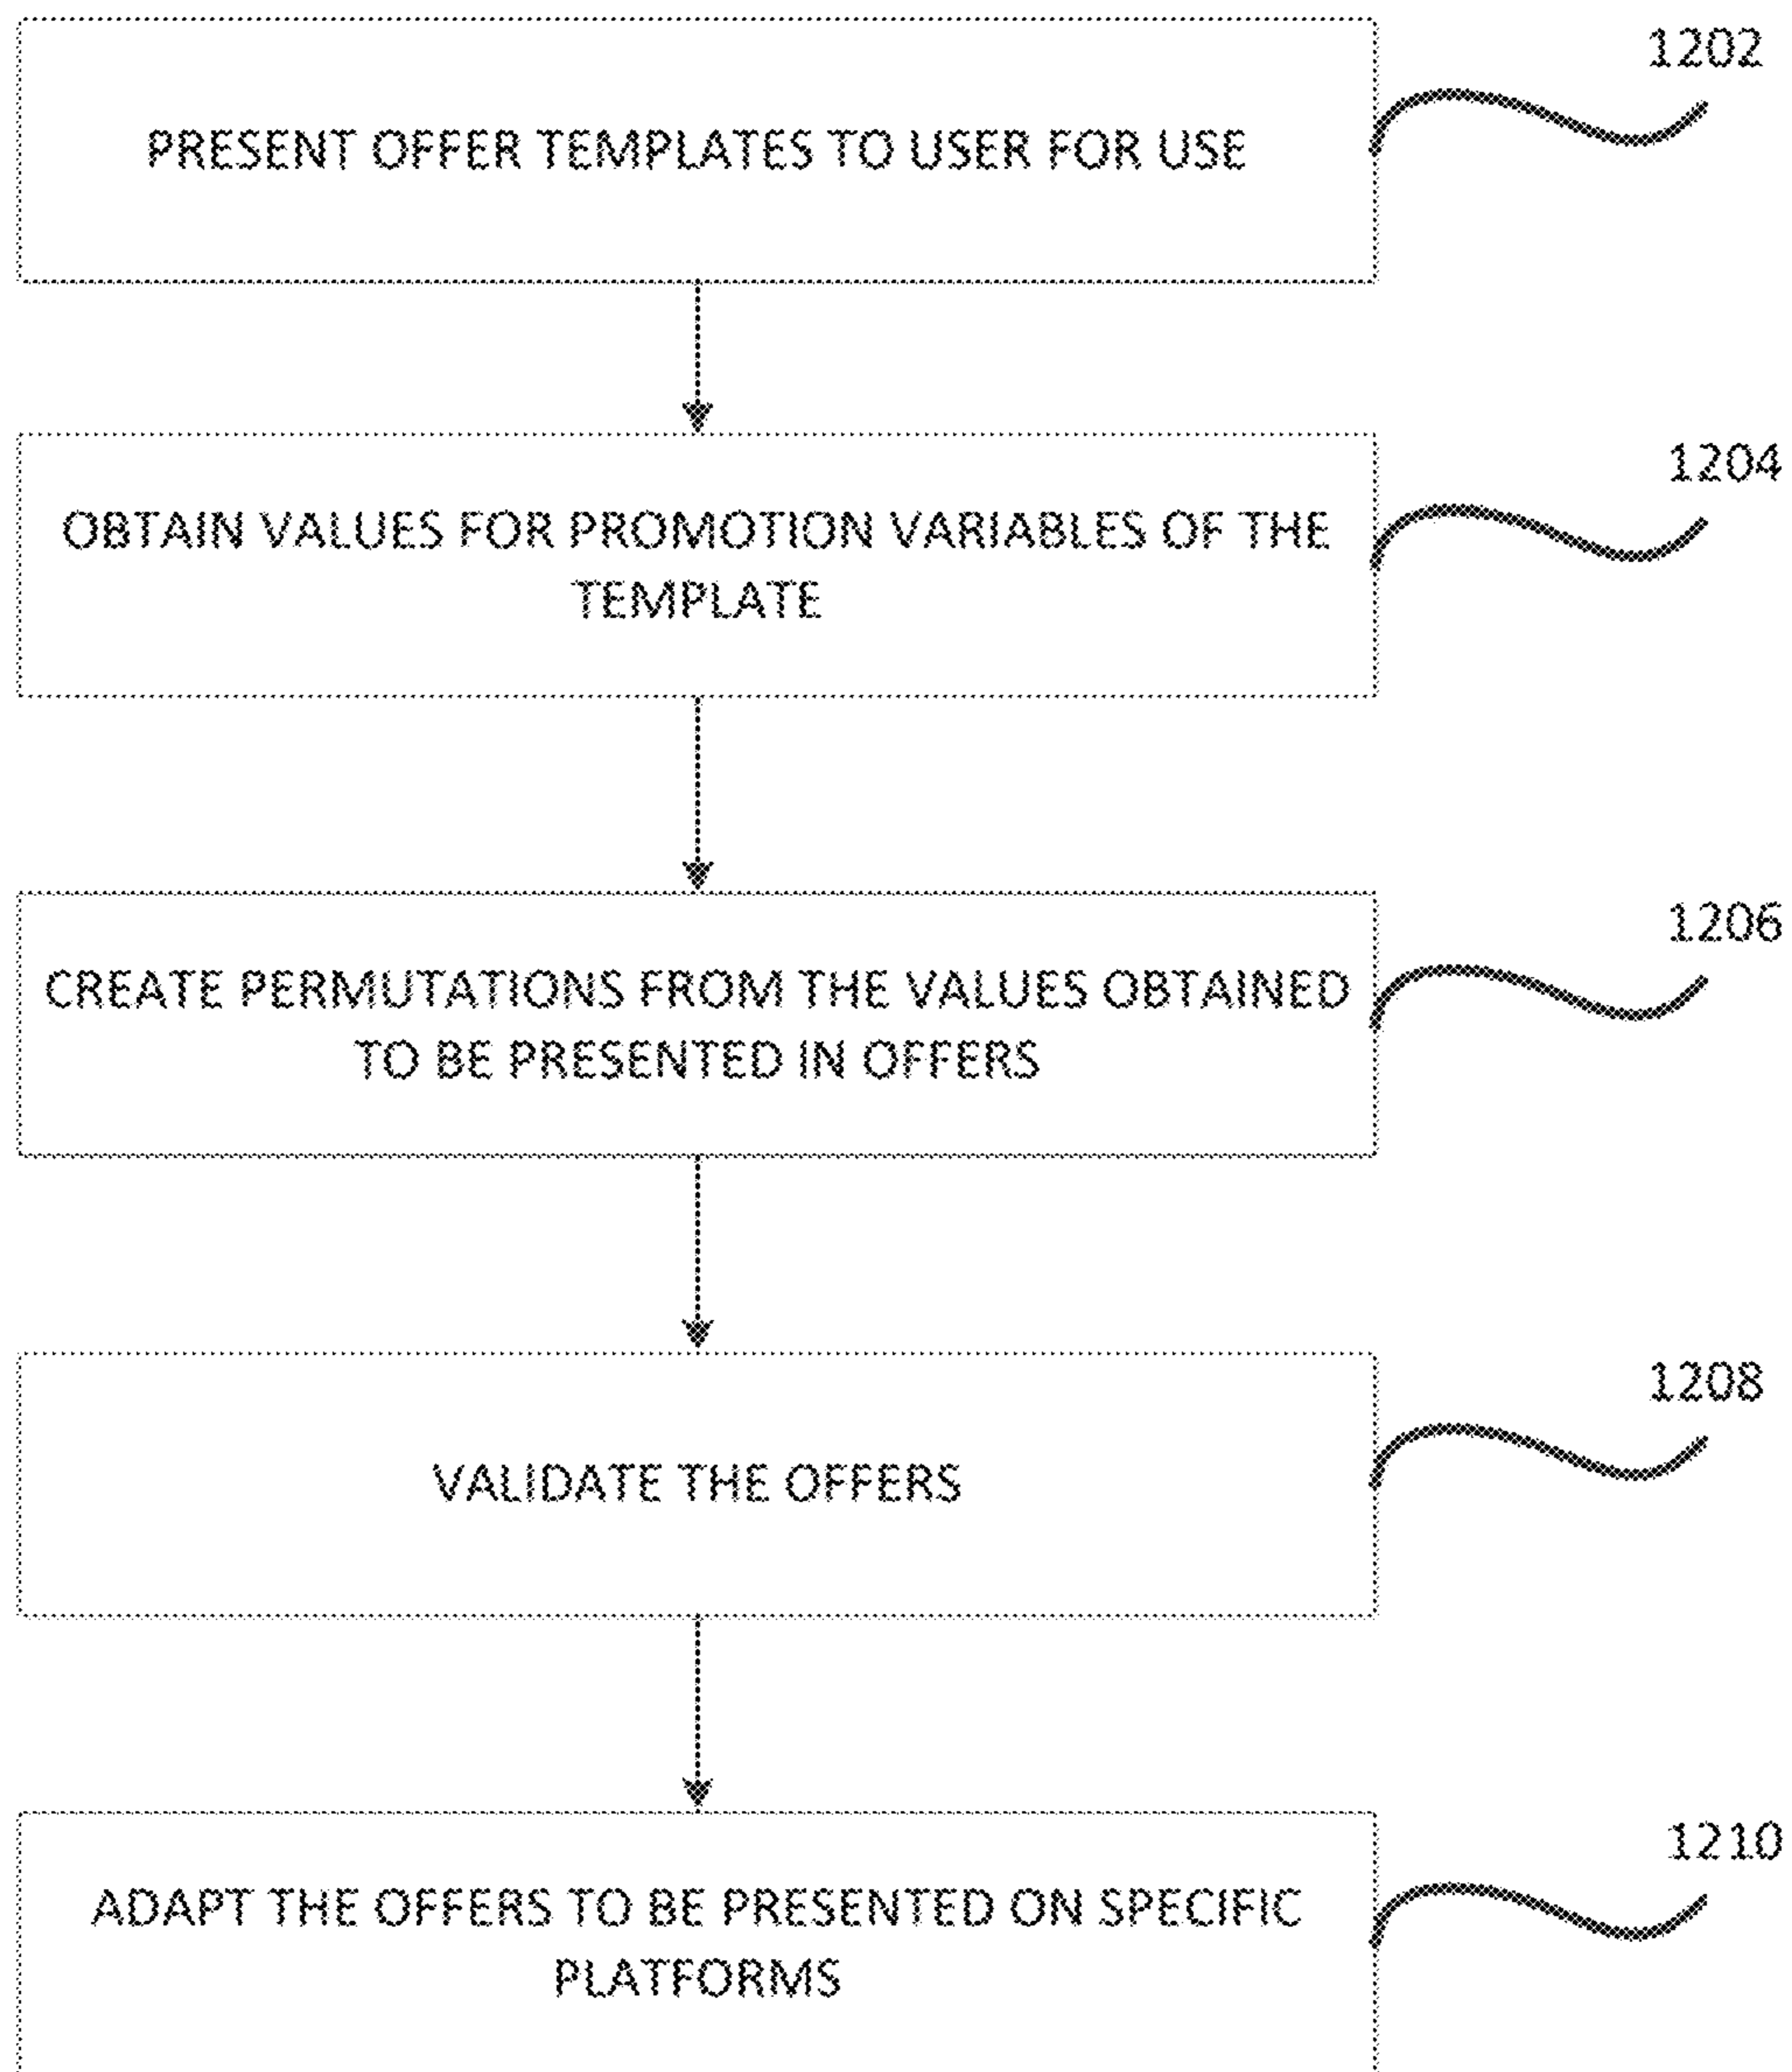 1202
PRESENT OFFER TEMPLATES TO USER FOR USE
1204
OBTAIN VALUES FOR PROMOTION VARIABLES OF THE
TEMPLATE
1206
CREATE PERMUTATIONS FROM THE VALUES OBTAINED
TO BE PRESENTED IN OFFERS
1208
VALIDATE THE OFFERS
1210
ADAPT THE OFFERS TO BE PRESENTED ON SPECIFIC
PLATFORMS